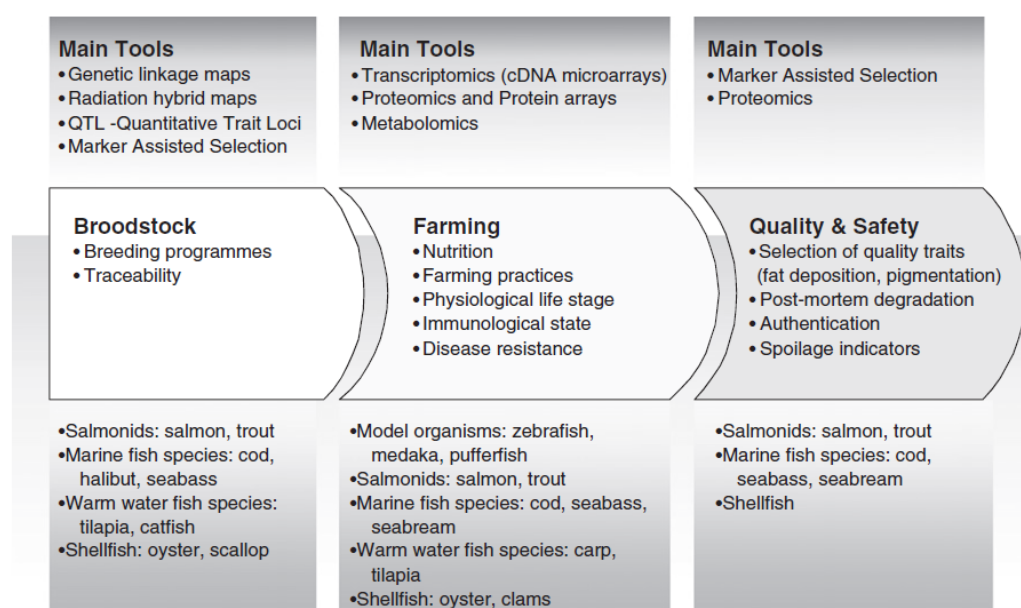 Main Tools
•Genetic linkage maps
•Radiation hybrid maps
•QTL -Quantitative Trait Loci
•Marker Assisted Selection
Main Tools
•Transcriptomics (cDNA microarrays)
•Proteomics and Protein arrays
•Metabolomics
Main Tools
•Marker Assisted Selection
•Proteomics
Broodstock
•Breeding programmes
•Traceability
Farming
•Nutrition
•Farming practices
•Physiological life stage
•Immunological state
•Disease resistance
Quality & Safety
•Selection of quality traits
(fat deposition, pigmentation)
•Post-mortem degradation
•Authentication
•Spoilage indicators
•Salmonids: salmon, trout
•Marine fish species: cod,
halibut, seabass
•Warm water fish species:
tilapia, catfish
•Shellfish: oyster, scallop
•Model organisms: zebrafish,
medaka, pufferfish
•Salmonids: salmon, trout
•Marine fish species: cod, seabass,
seabream
•Warm water fish species: carp,
tilapia
•Shellfish: oyster, clams
•Salmonids: salmon, trout
•Marine fish species: cod,
seabass, seabream
•Shellfish